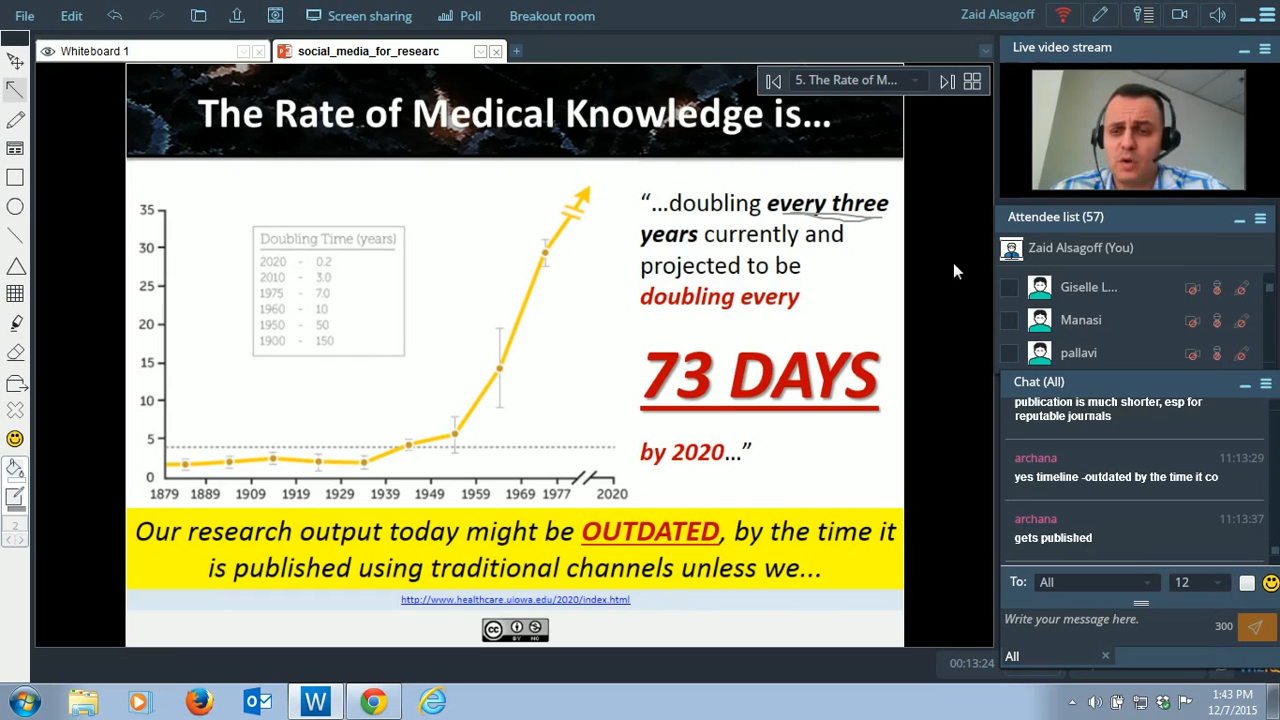 File Edit Screen sharing Poll Breakout room Zaid Alsagoff
Whiteboard 1 social_media_for_researc
5. The Rate of M...
The Rate of Medical Knowledge is...
35
30
25
20
15
10
5
0
1879 1889 1909 1919 1929 1939 1949 1959 1969 1977 2020
Doubling Time (years)
2020 - 0.2
2010 - 3.0
1975 - 7.0
1960 - 10
1950 - 50
1900 - 150
“...doubling every three
years currently and
projected to be
doubling every
73 DAYS
by 2020...”
Our research output today might be OUTDATED, by the time it
is published using traditional channels unless we...
http://www.healthcare.uiowa.edu/2020/index.html
cc
BY NC
2
00:13:24
Live video stream
Attendee list (57)
Zaid Alsagoff (You)
Giselle L...
Manasi
pallavi
Chat (All)
publication is much shorter, esp for
reputable journals
archana 11:13:29
yes timeline -outdated by the time it co
archana 11:13:37
gets published
To: All 12
Write your message here. 300
All
1:43 PM
12/7/2015